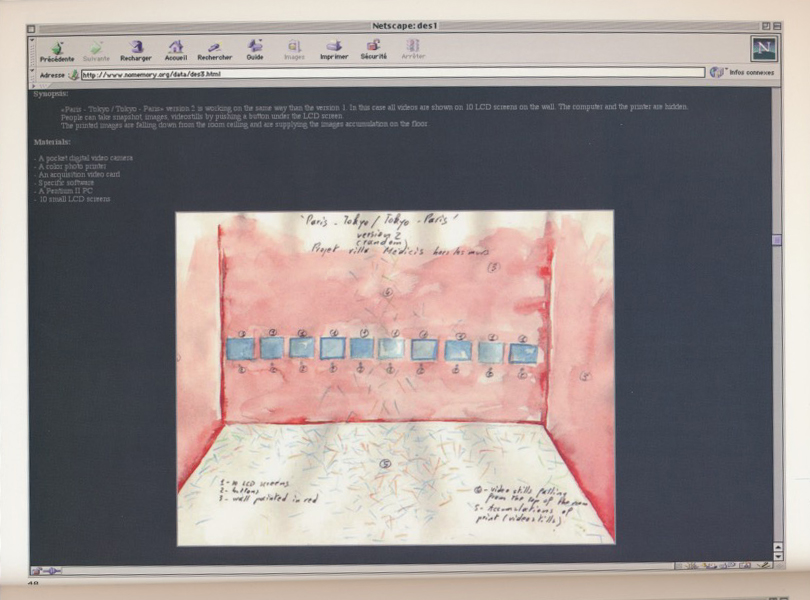 Netscape: des1
Précédente Suivante Recharger Accueil Rechercher Guide Images Imprimer Sécurité Arrêter
N
Adresse http://www.nomemory.org/data/des3.html Infos connexes
Synopsis:
«Paris - Tokyo / Tokyo - Paris» version 2 is working on the same way than the version 1. In this case all videos are shown on 10 LCD screens on the wall. The computer and the printer are hidden.
People can take snapshot images, videostills by pushing a button under the LCD screen
The printed images are falling down from the room ceiling and are supplying the images accumulation on the floor.
Materials:
- A pocket digital video camera
- A color photo printer
- An acquisition video card
- Specific software
- A Pentium II PC
- 10 small LCD screens
"Paris - Tokyo / Tokyo - Paris"
version 2
(random)
Projet villa Médicis hors les murs
(3)
(4)
(5)
1- 10 LCD screens
2- buttons
3- wall painted in red
4- video stills falling
from the top of the room
5- Accumulations of
print (videostills)
48